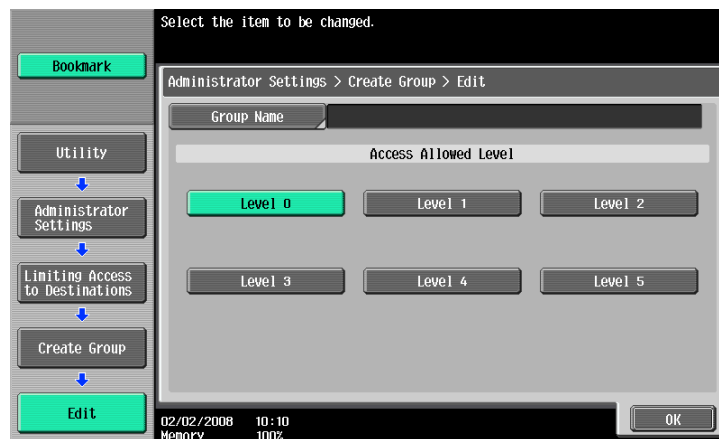 Select the item to be changed.
Bookmark
Administrator Settings > Create Group > Edit
Group Name
Utility
Access Allowed Level
Level 0
Level 1
Level 2
Administrator
Settings
Limiting Access
to Destinations
Level 3
Level 4
Level 5
Create Group
Edit
02/02/2008 10:10
Memory 100%
OK